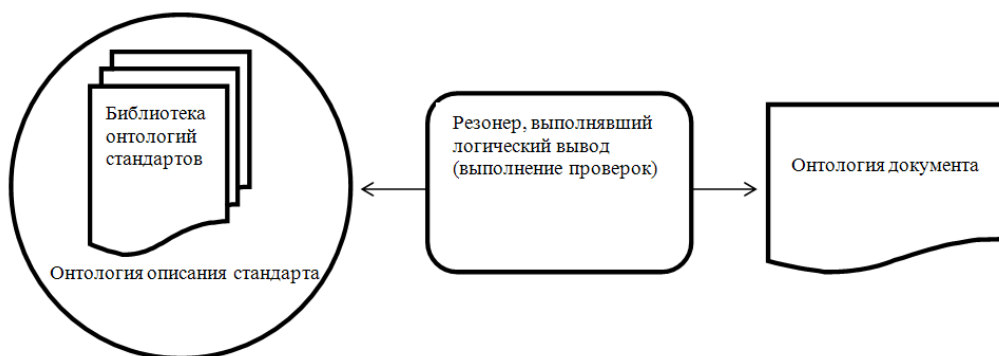 Библиотека
онтологий
стандартов
Онтология описания стандарта
Резонер, выполнявший
логический вывод
(выполнение проверок)
Онтология документа